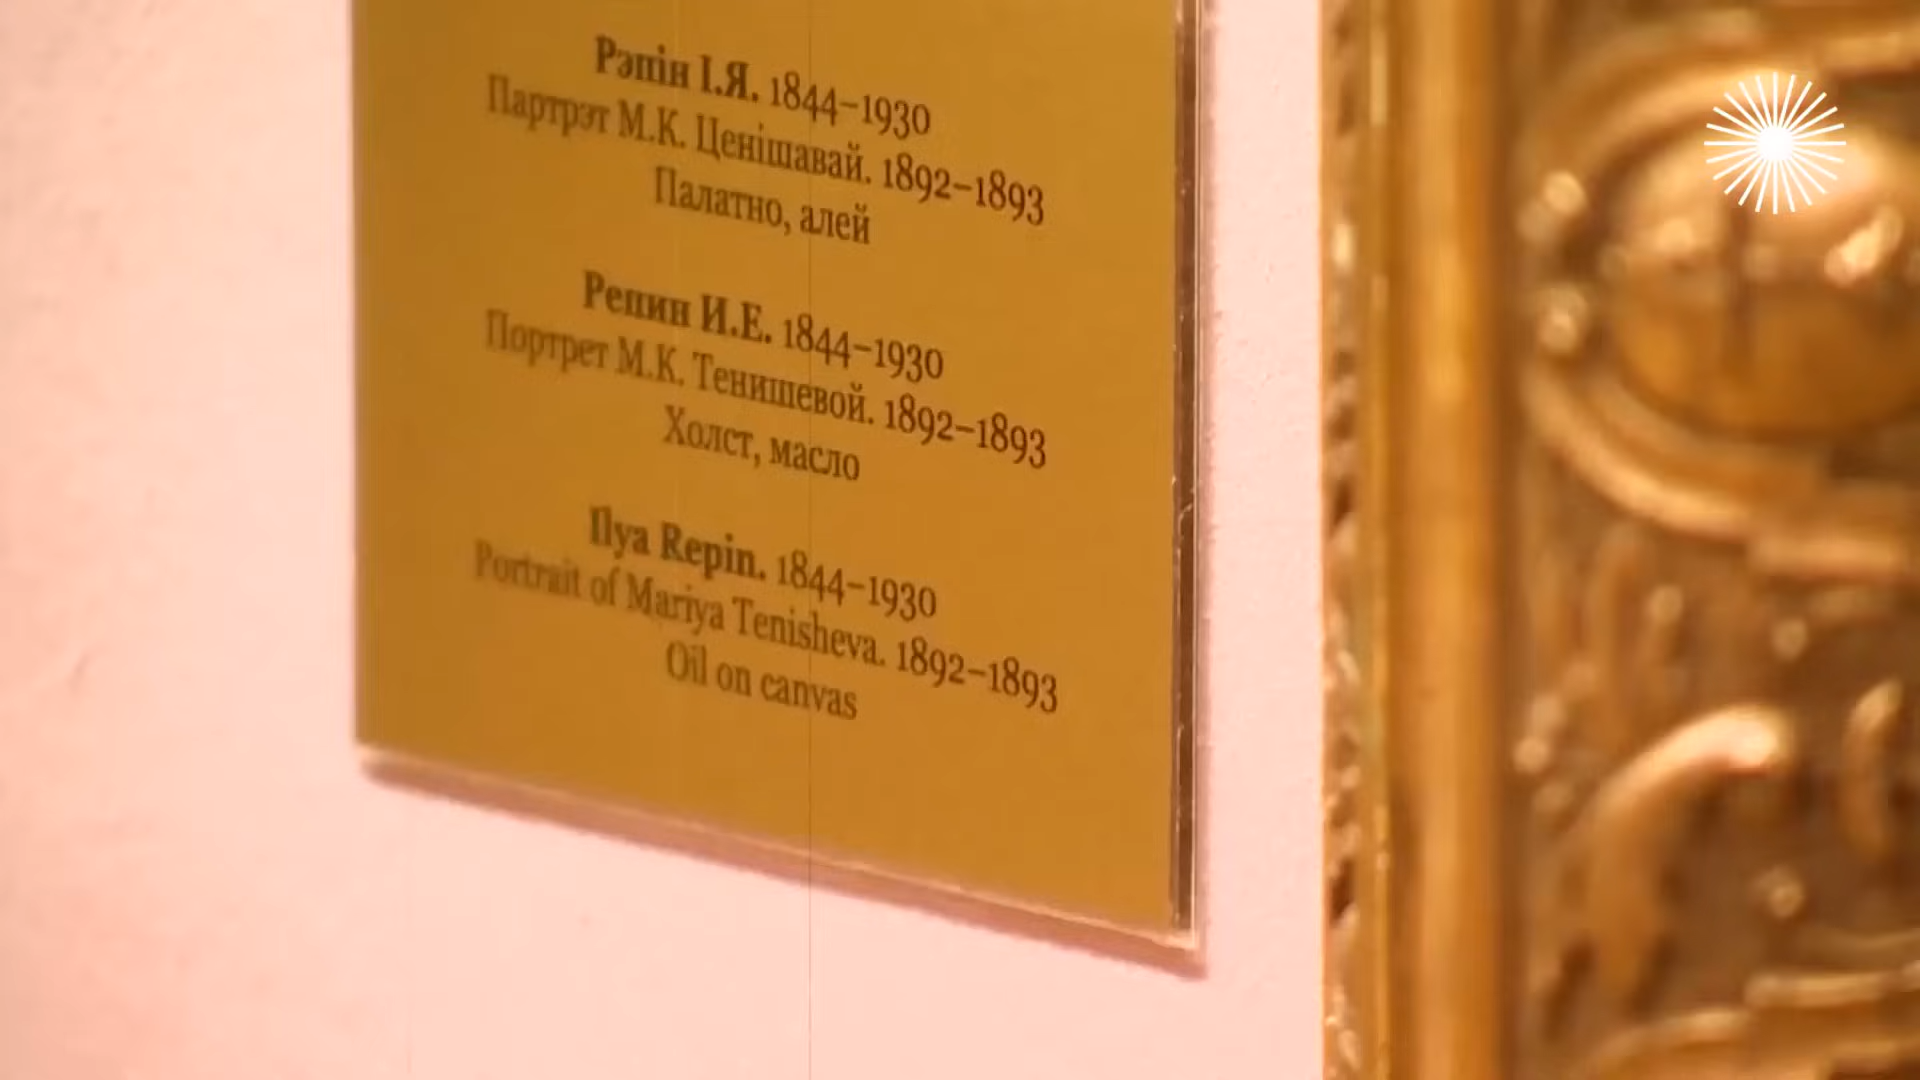 Рэпін І.Я. 1844–1930
Партрэт М.К. Ценішавай. 1892–1893
Палатно, алей
Репин И.Е. 1844–1930
Портрет М.К. Тенишевой. 1892–1893
Холст, масло
Ilya Repin. 1844–1930
Portrait of Mariya Tenisheva. 1892–1893
Oil on canvas